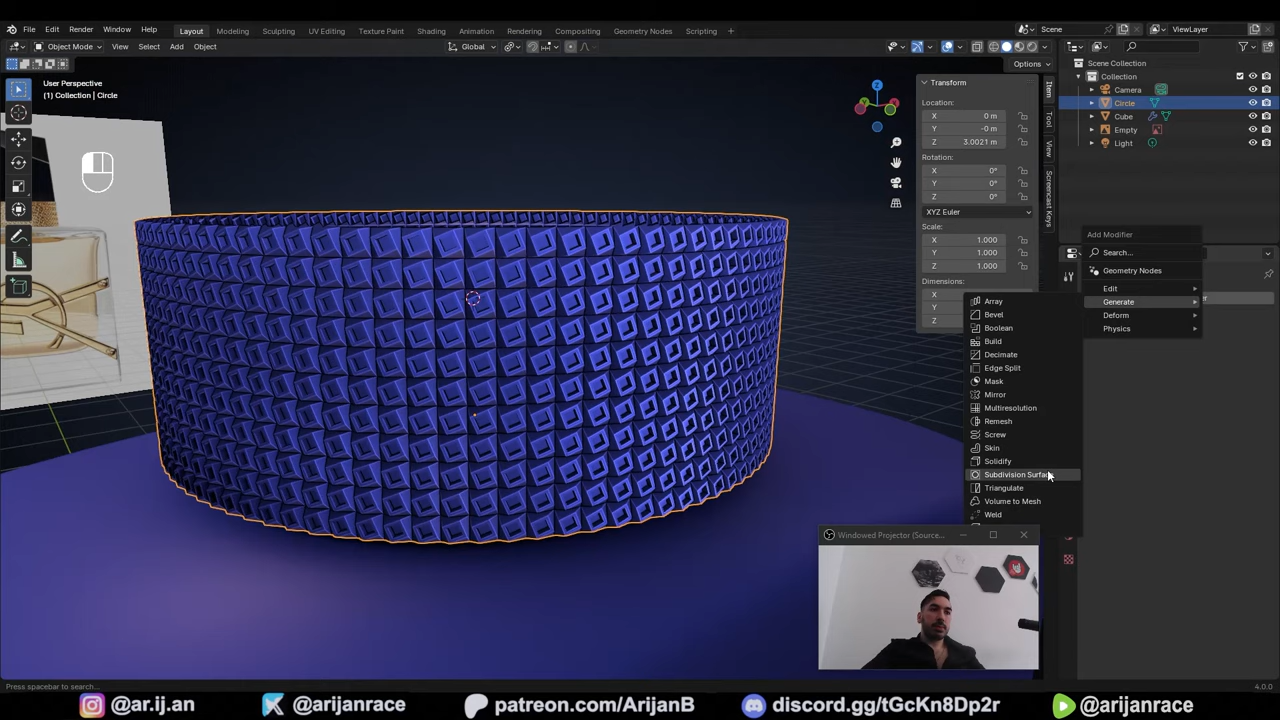 File Edit Render Window Help Layout Modeling Sculpting UV Editing Texture Paint Shading Animation Rendering Compositing Geometry Nodes Scripting + Scene ViewLayer
Object Mode View Select Add Object Global
Options
User Perspective
(1) Collection | Circle
Transform
Location:
X 0 m
Y -0 m
Z 3.0021 m
Rotation:
X 0°
Y 0°
Z 0°
XYZ Euler
Scale:
X 1.000
Y 1.000
Z 1.000
Dimensions:
X
Y
Z
Item
Tool
View
Screencast Keys
Z
Scene Collection
Collection
Camera
Circle
Cube
Empty
Light
Add Modifier
Search...
Geometry Nodes
Edit
Generate
Deform
Physics
Array
Bevel
Boolean
Build
Decimate
Edge Split
Mask
Mirror
Multiresolution
Remesh
Screw
Skin
Solidify
Subdivision Surface
Triangulate
Volume to Mesh
Weld
Windowed Projector (Source...
Press spacebar to search...
4.0.0
@ar.ij.an @arijanrace patreon.com/ArijanB discord.gg/tGcKn8Dp2r @arijanrace